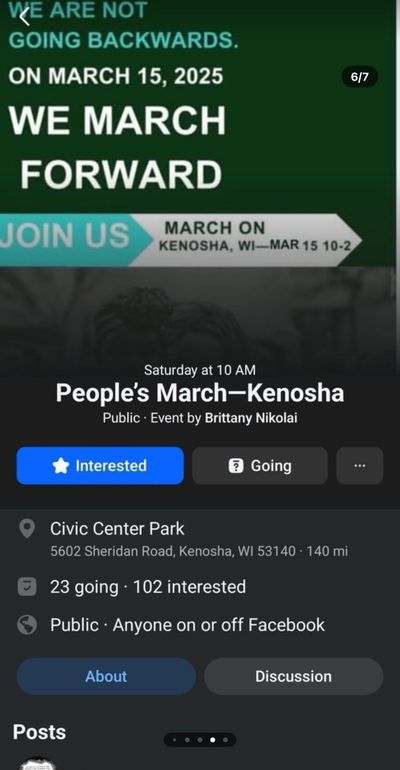 WE ARE NOT
GOING BACKWARDS.
ON MARCH 15, 2025
6/7
WE MARCH
FORWARD
JOIN US
MARCH ON
KENOSHA, WI—MAR 15 10-2
Saturday at 10 AM
People's March—Kenosha
Public · Event by Brittany Nikolai
Interested
Going
...
Civic Center Park
5602 Sheridan Road, Kenosha, WI 53140 · 140 mi
23 going · 102 interested
Public · Anyone on or off Facebook
About
Discussion
Posts